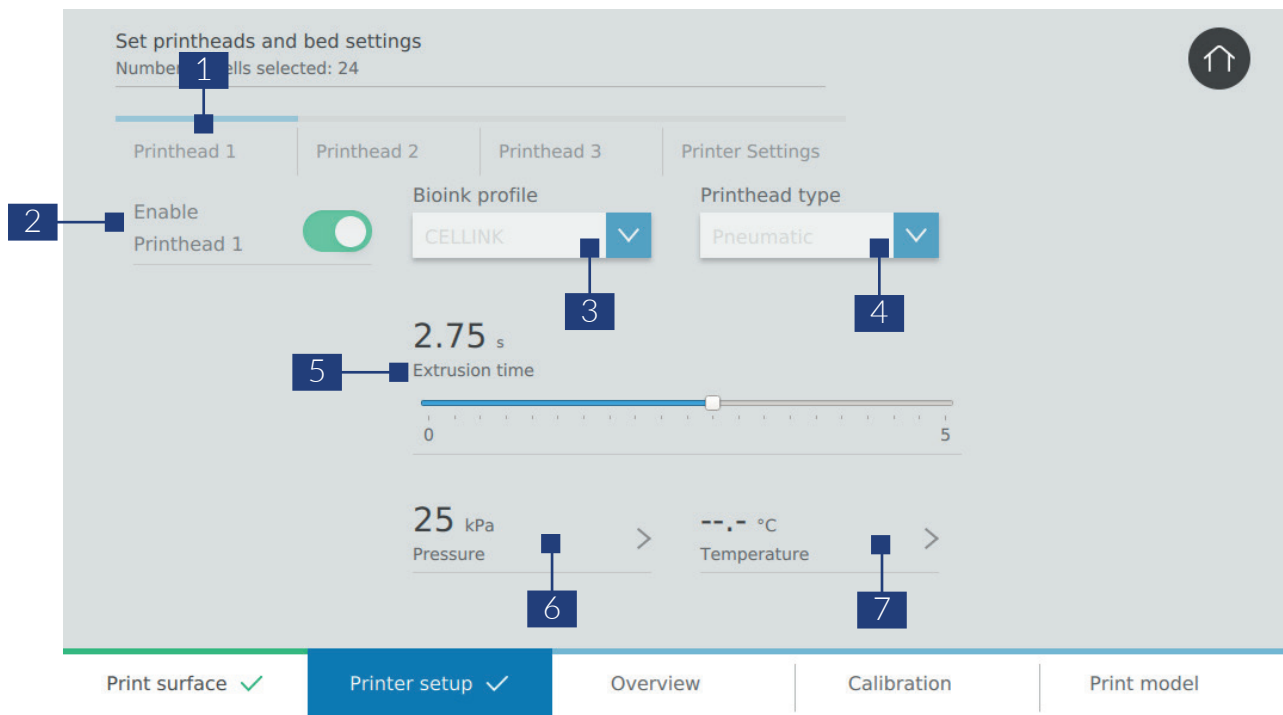 Set printheads and bed settings
Number ells selected: 24
1
Printhead 1
Printhead 2
Printhead 3
Printer Settings
2
Enable
Printhead 1
Bioink profile
CELLINK
3
Printhead type
Pneumatic
4
2.75 s
5
Extrusion time
0
5
25 kPa
Pressure
6
--.- °C
Temperature
7
Print surface
Printer setup
Overview
Calibration
Print model